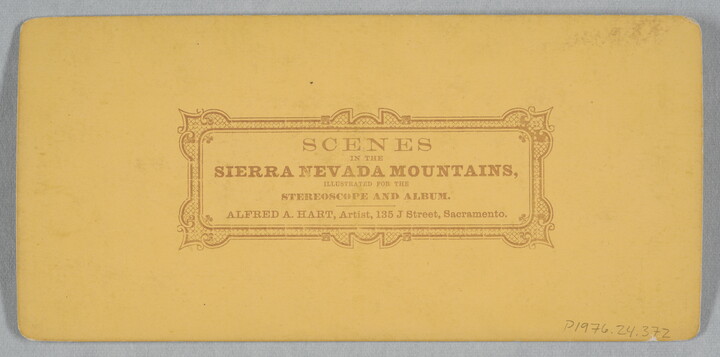 SCENES
IN THE
SIERRA NEVADA MOUNTAINS,
ILLUSTRATED FOR THE
STEREOSCOPE AND ALBUM.
ALFRED A. HART, Artist, 135 J Street, Sacramento.
P1976.24.372